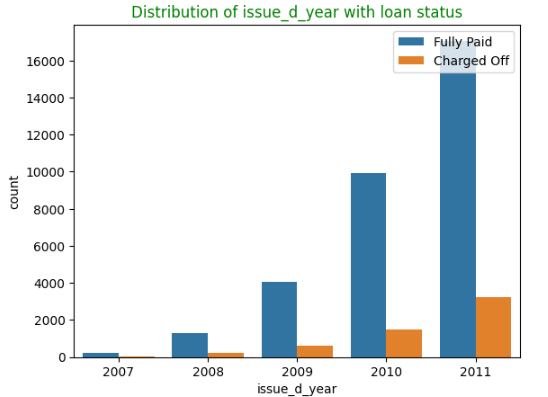 Distribution of issue_d_year with loan status
Fully Paid
Charged Off
16000
14000
12000
10000
8000
6000
4000
2000
0
count
2007 2008 2009 2010 2011
issue_d_year